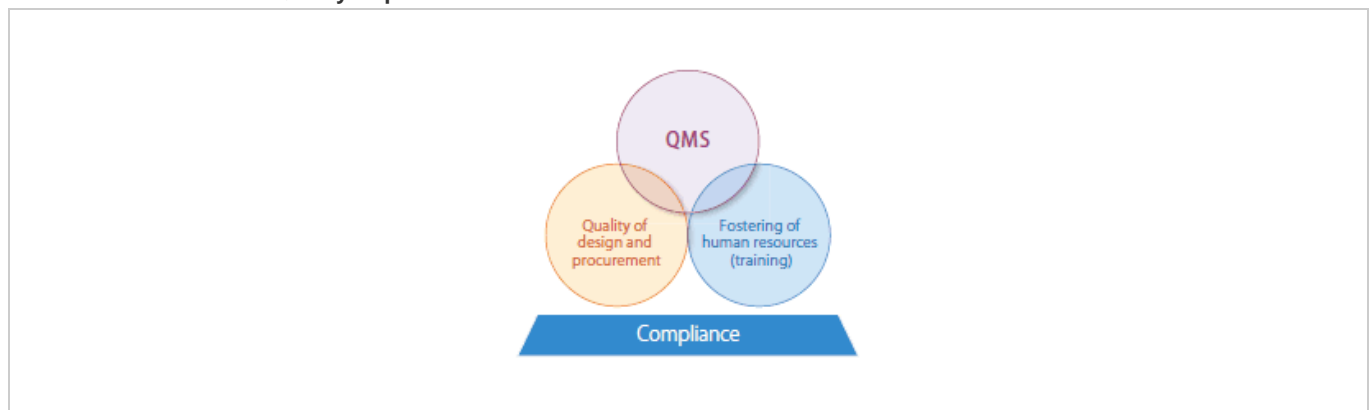 QMS
Quality of
design and
procurement
Fostering of
human resources
(training)
Compliance